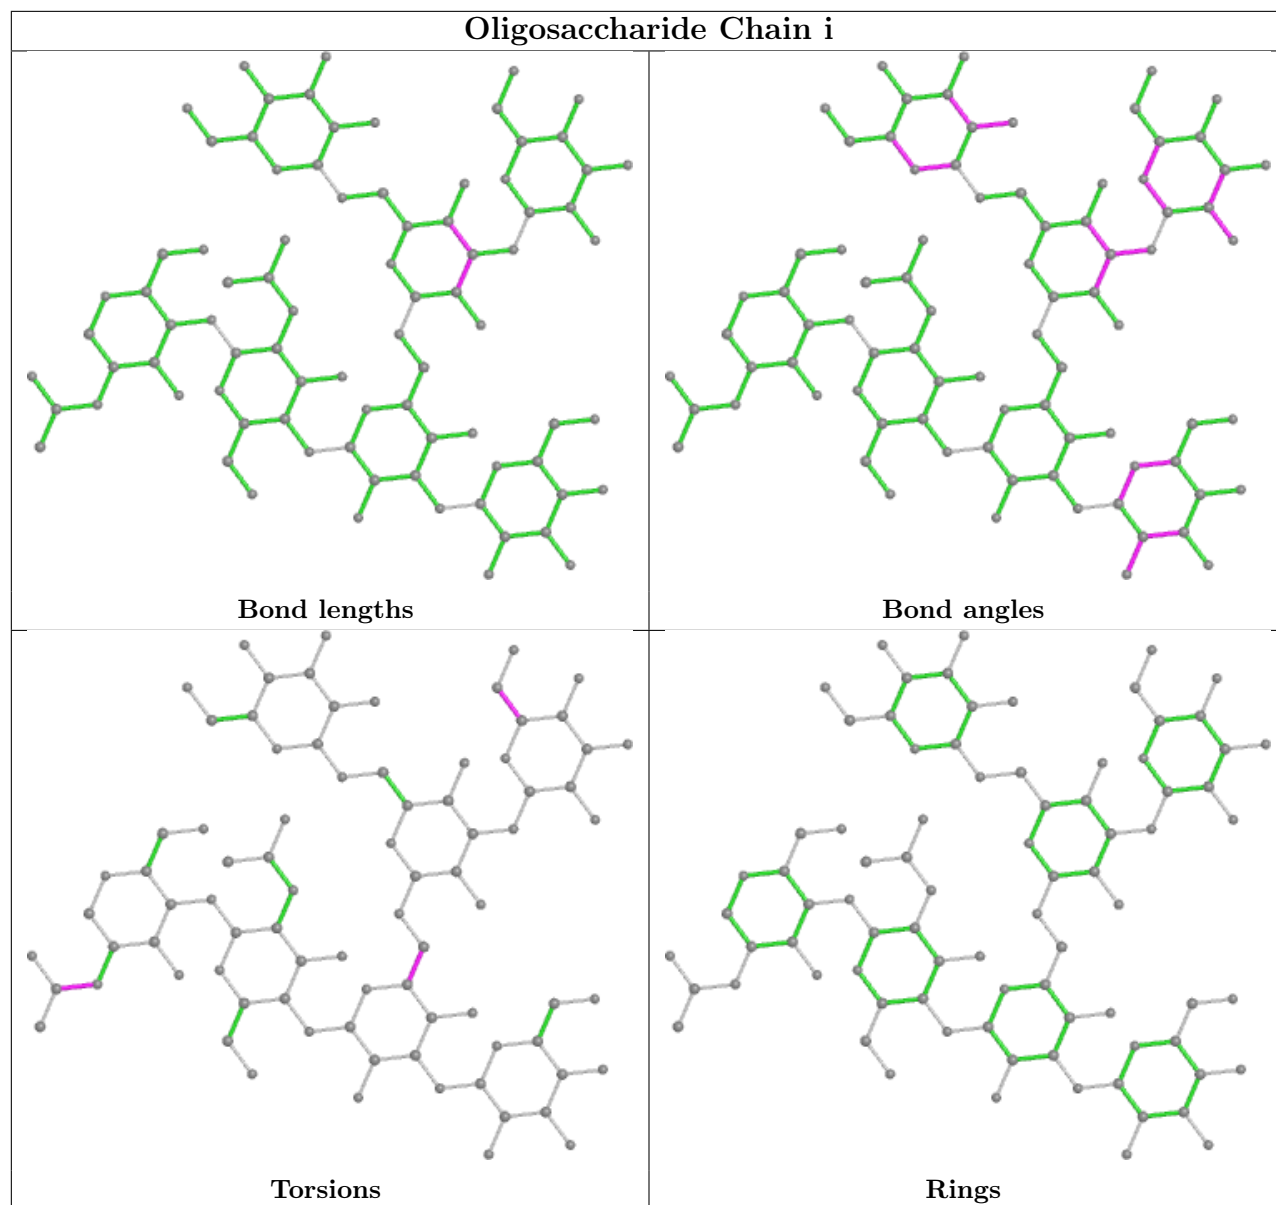 Oligosaccharide Chain i
Bond lengths
Bond angles
Torsions
Rings